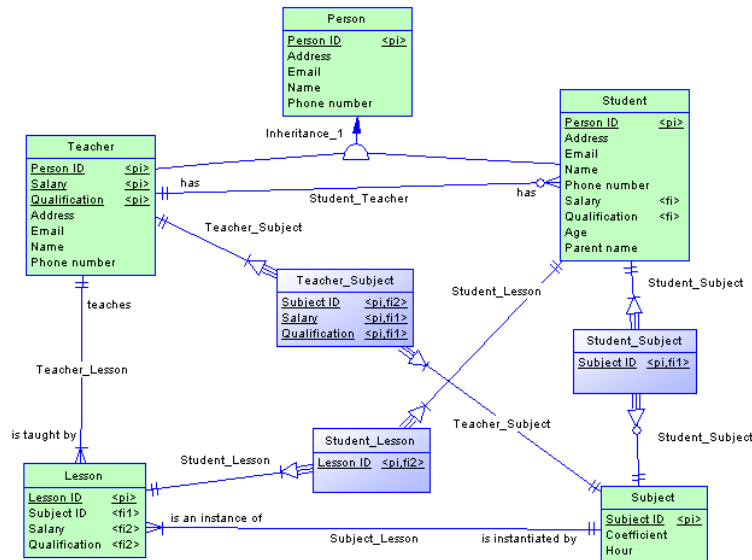 Person
Person ID <pi>
Address
Email
Name
Phone number
Student
Person ID <pi>
Address
Email
Name
Phone number
Salary <fi>
Qualification <fi>
Age
Parent name
Inheritance_1
Teacher
Person ID <pi>
Salary <pi>
Qualification <pi>
Address
Email
Name
Phone number
has
Student_Teacher
has
Teacher_Subject
Teacher_Subject
Subject ID <pi,fi2>
Salary <pi,fi1>
Qualification <pi,fi1>
Student_Lesson
Student_Subject
Student_Subject
Subject ID <pi,fi1>
teaches
Teacher_Lesson
is taught by
Teacher_Subject
Student_Subject
Student_Lesson
Student_Lesson
Lesson ID <pi,fi2>
Lesson
Lesson ID <pi>
Subject ID <fi1>
Salary <fi2>
Qualification <fi2>
is an instance of
Subject_Lesson
is instantiated by
Subject
Subject ID <pi>
Coefficient
Hour